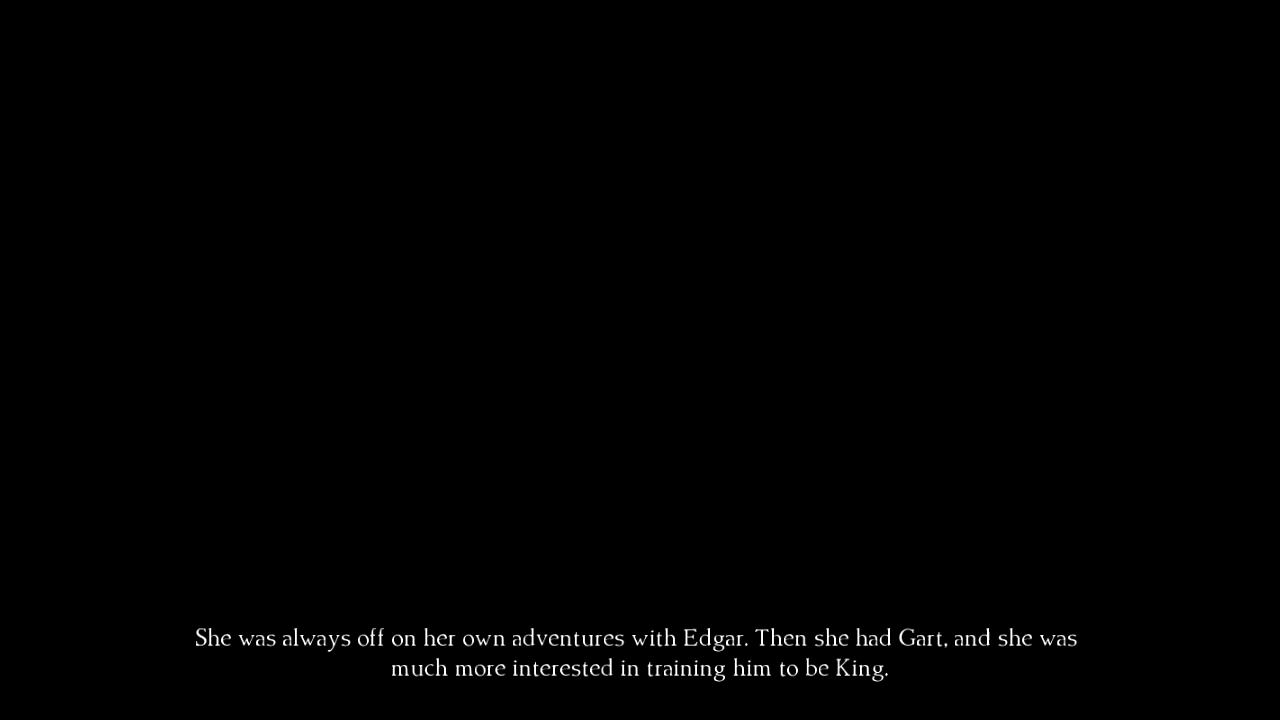 She was always off on her own adventures with Edgar. Then she had Gart, and she was
much more interested in training him to be King.